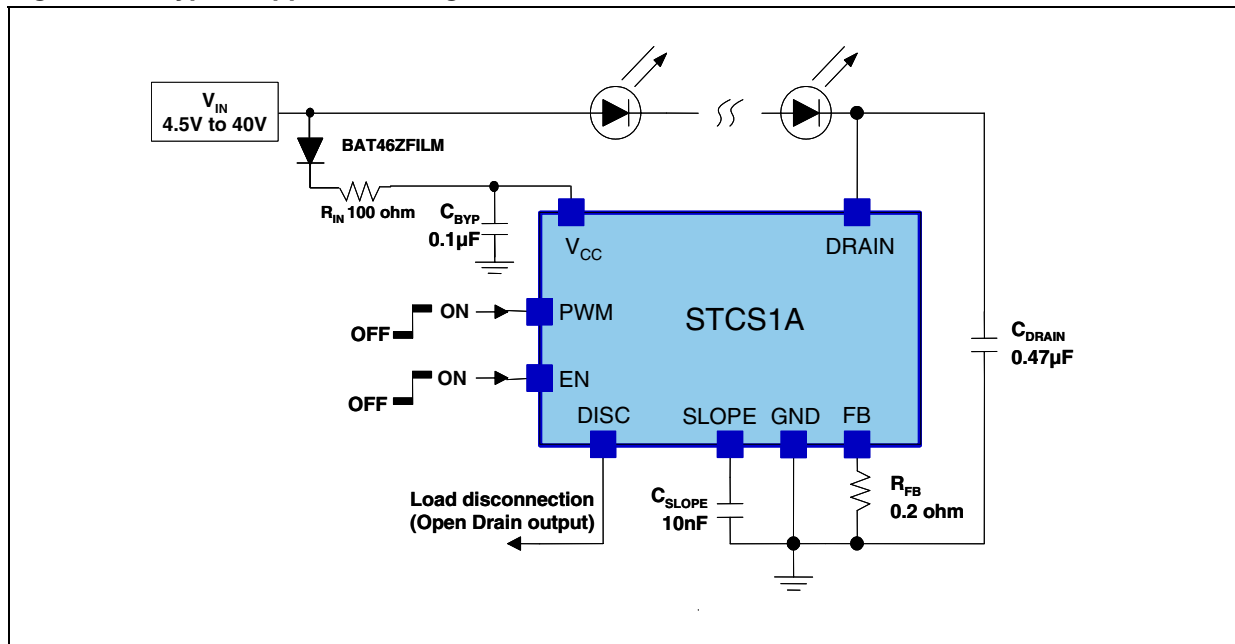 V_IN
4.5V to 40V
BAT46ZFILM
R_IN 100 ohm
C_BYP
0.1µF
V_CC
DRAIN
STCS1A
ON
PWM
OFF
ON
EN
OFF
DISC
SLOPE
GND
FB
C_DRAIN
0.47µF
Load disconnection
(Open Drain output)
C_SLOPE
10nF
R_FB
0.2 ohm